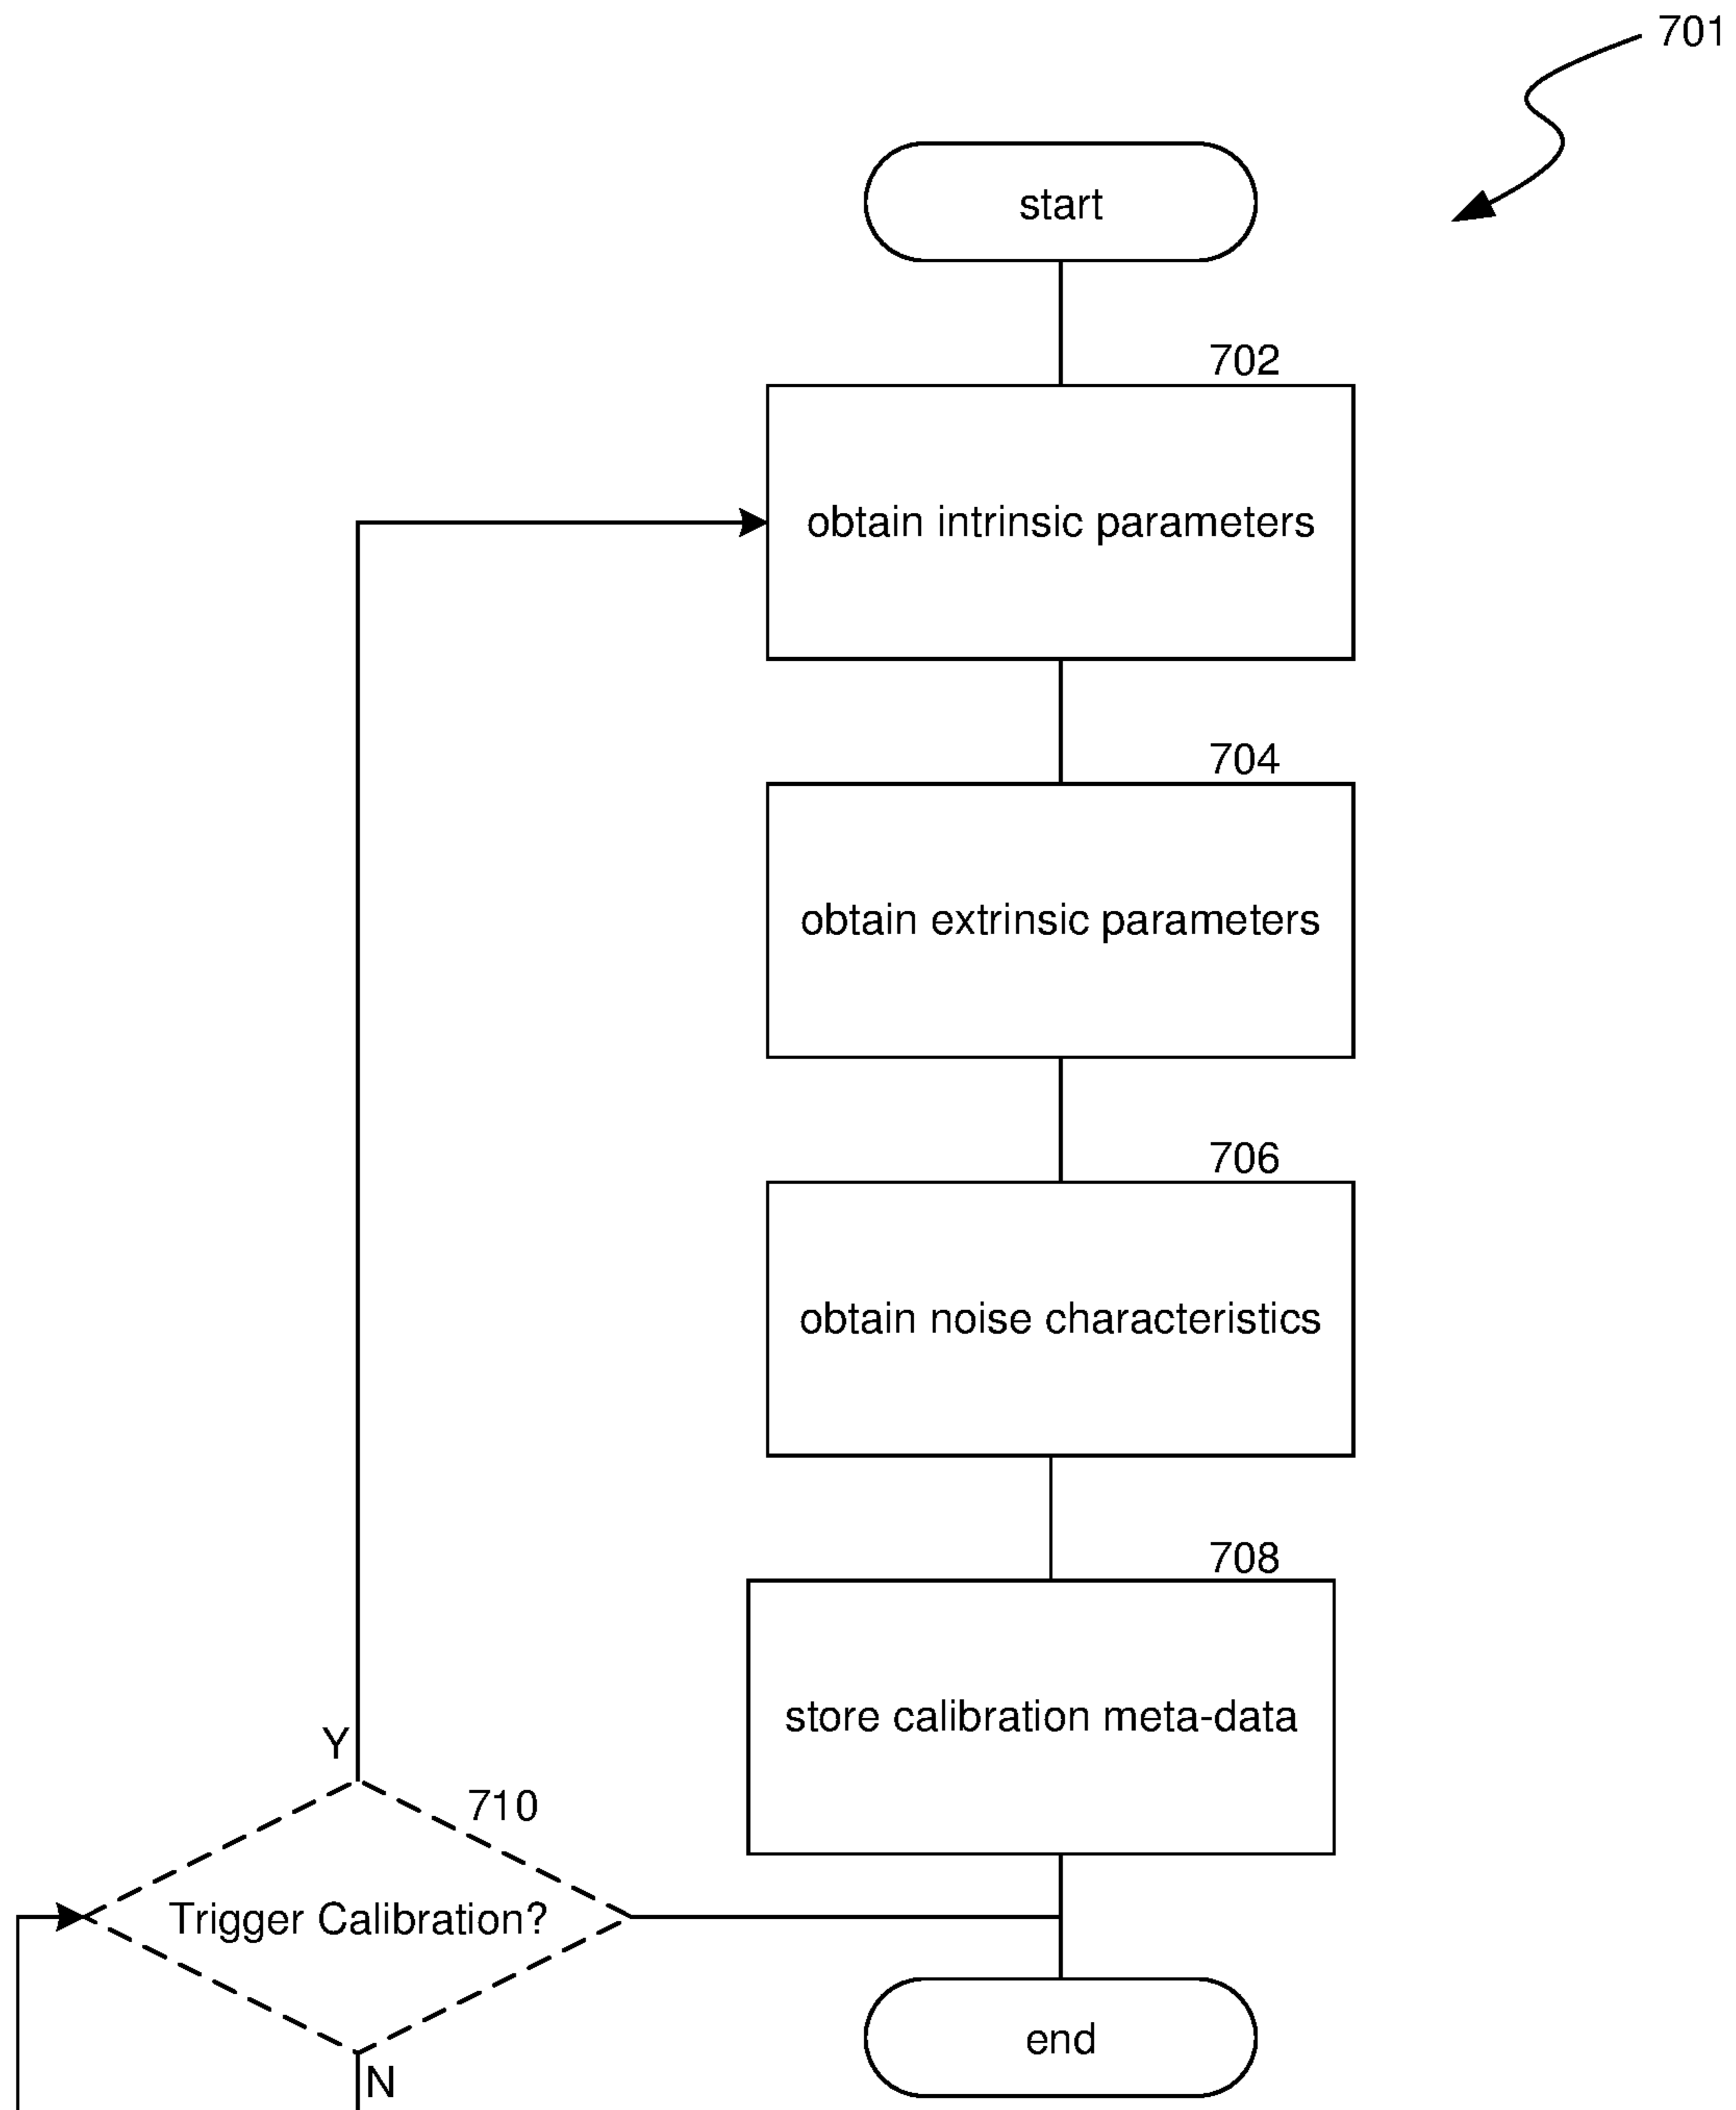 701
start
702
obtain intrinsic parameters
704
obtain extrinsic parameters
706
obtain noise characteristics
708
store calibration meta-data
Y
710
Trigger Calibration?
end
N